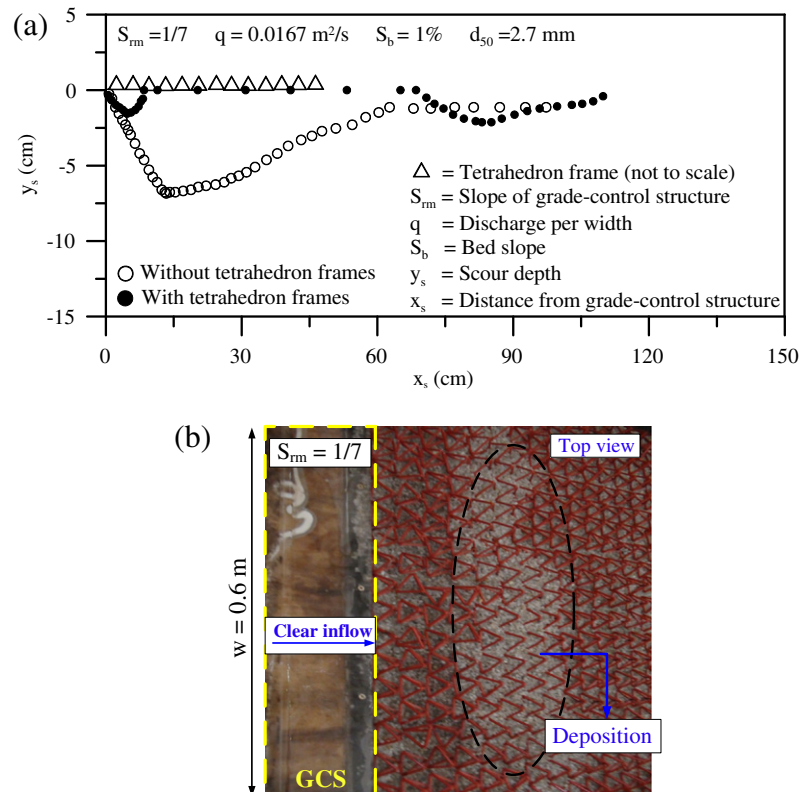 (a)
S_rm = 1/7 q = 0.0167 m²/s S_b = 1% d_50 = 2.7 mm
5
0
-5
-10
-15
y_s (cm)
△ = Tetrahedron frame (not to scale)
S_rm = Slope of grade-control structure
q = Discharge per width
S_b = Bed slope
y_s = Scour depth
x_s = Distance from grade-control structure
○ Without tetrahedron frames
● With tetrahedron frames
0 30 60 90 120 150
x_s (cm)
(b)
S_rm = 1/7
Top view
w = 0.6 m
Clear inflow
Deposition
GCS